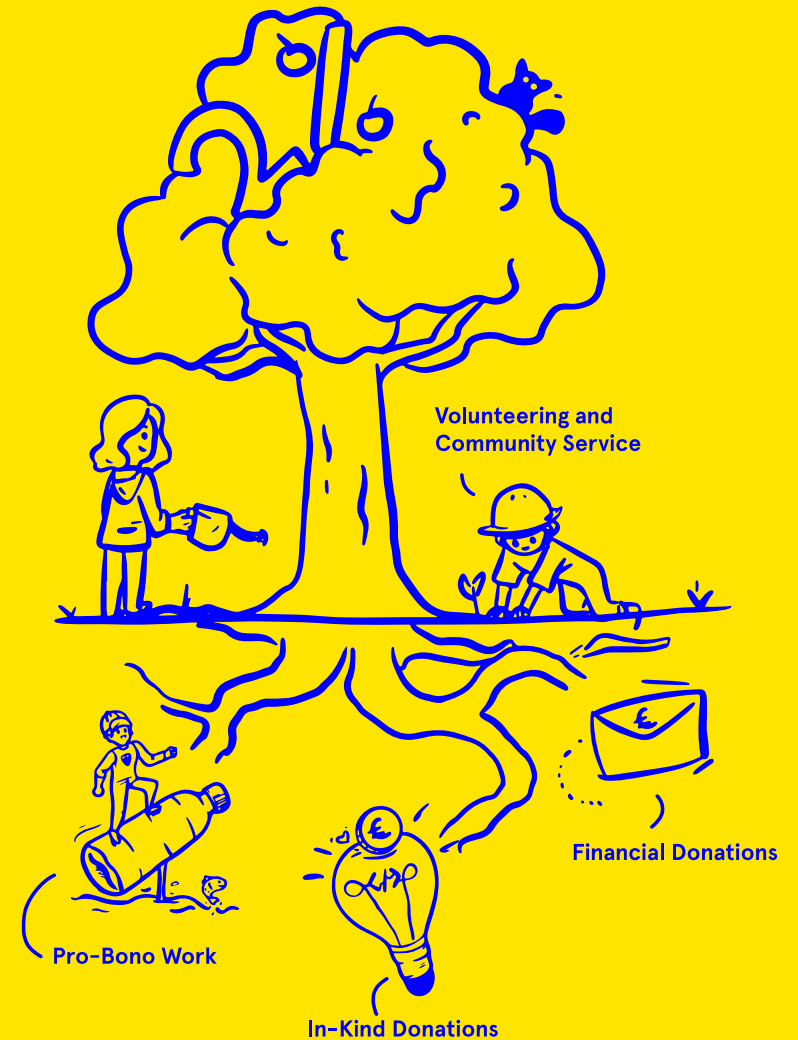 Volunteering and
Community Service
€
Financial Donations
€
Pro-Bono Work
In-Kind Donations